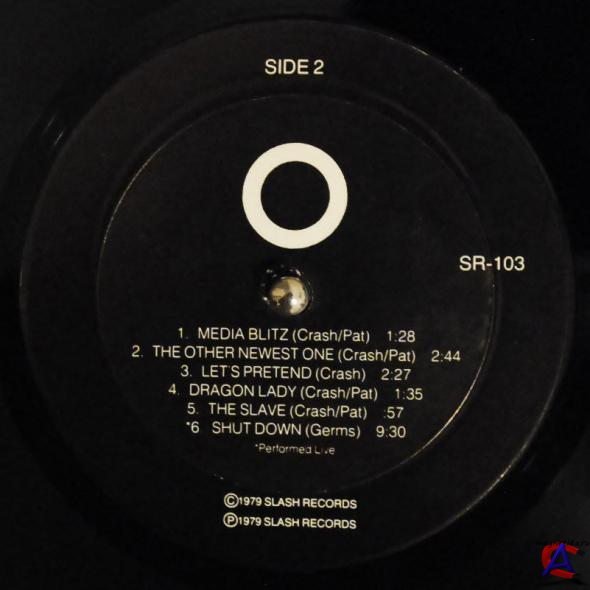 SIDE 2
SR-103
1. MEDIA BLITZ (Crash/Pat) 1:28
2. THE OTHER NEWEST ONE (Crash/Pat) 2:44
3. LET'S PRETEND (Crash) 2:27
4. DRAGON LADY (Crash/Pat) 1:35
5. THE SLAVE (Crash/Pat) :57
*6 SHUT DOWN (Germs) 9:30
*Performed Live
©1979 SLASH RECORDS
℗1979 SLASH RECORDS